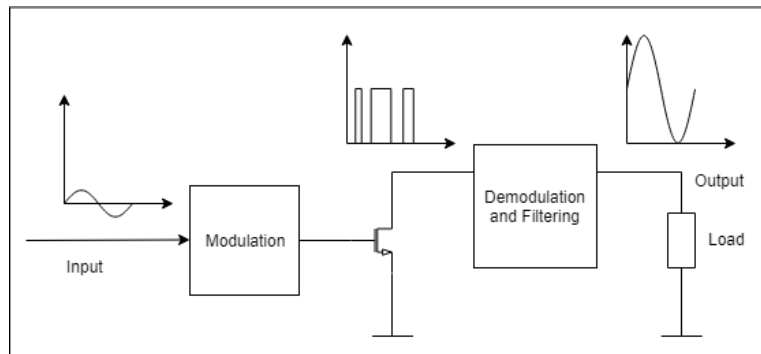 Output
Demodulation
and Filtering
Modulation
Load
Input